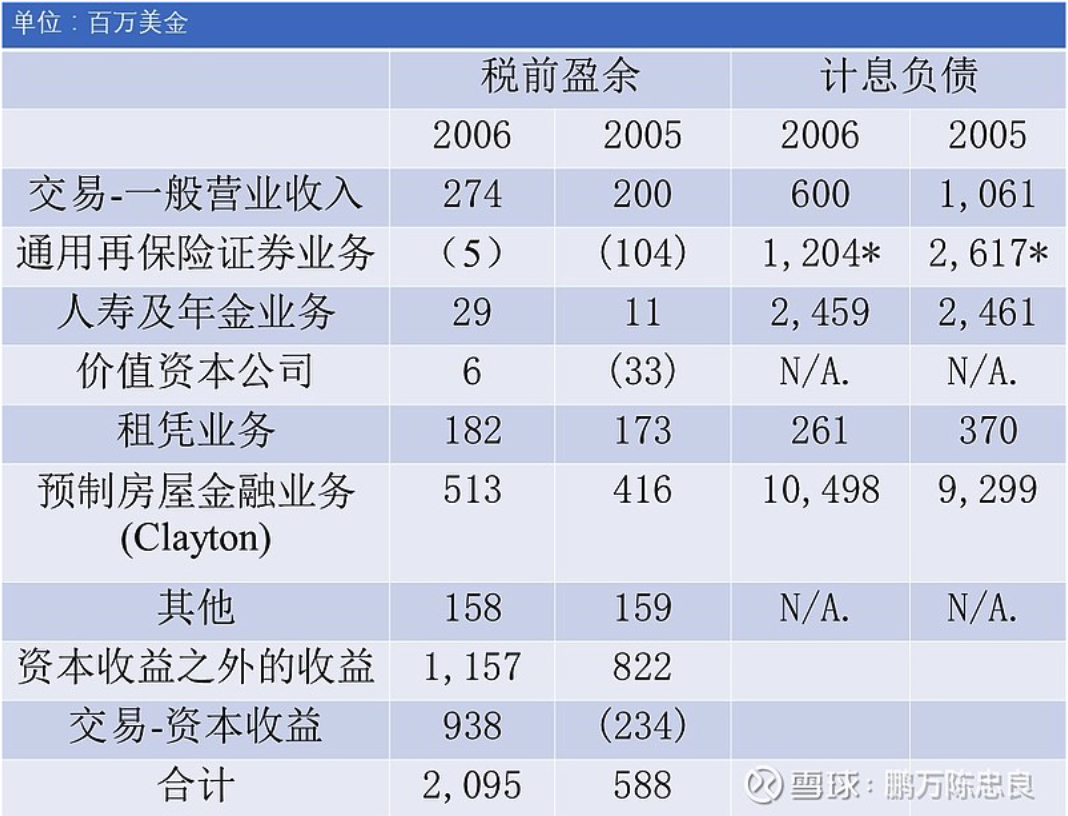 单位：百万美金
税前盈余 计息负债
2006 2005 2006 2005
交易-一般营业收入 274 200 600 1,061
通用再保险证券业务 （5） (104) 1,204* 2,617*
人寿及年金业务 29 11 2,459 2,461
价值资本公司 6 (33) N/A. N/A.
租凭业务 182 173 261 370
预制房屋金融业务 513 416 10,498 9,299
(Clayton)
其他 158 159 N/A. N/A.
资本收益之外的收益 1,157 822
交易-资本收益 938 (234)
合计 2,095 588
雪球：鹏万陈忠良